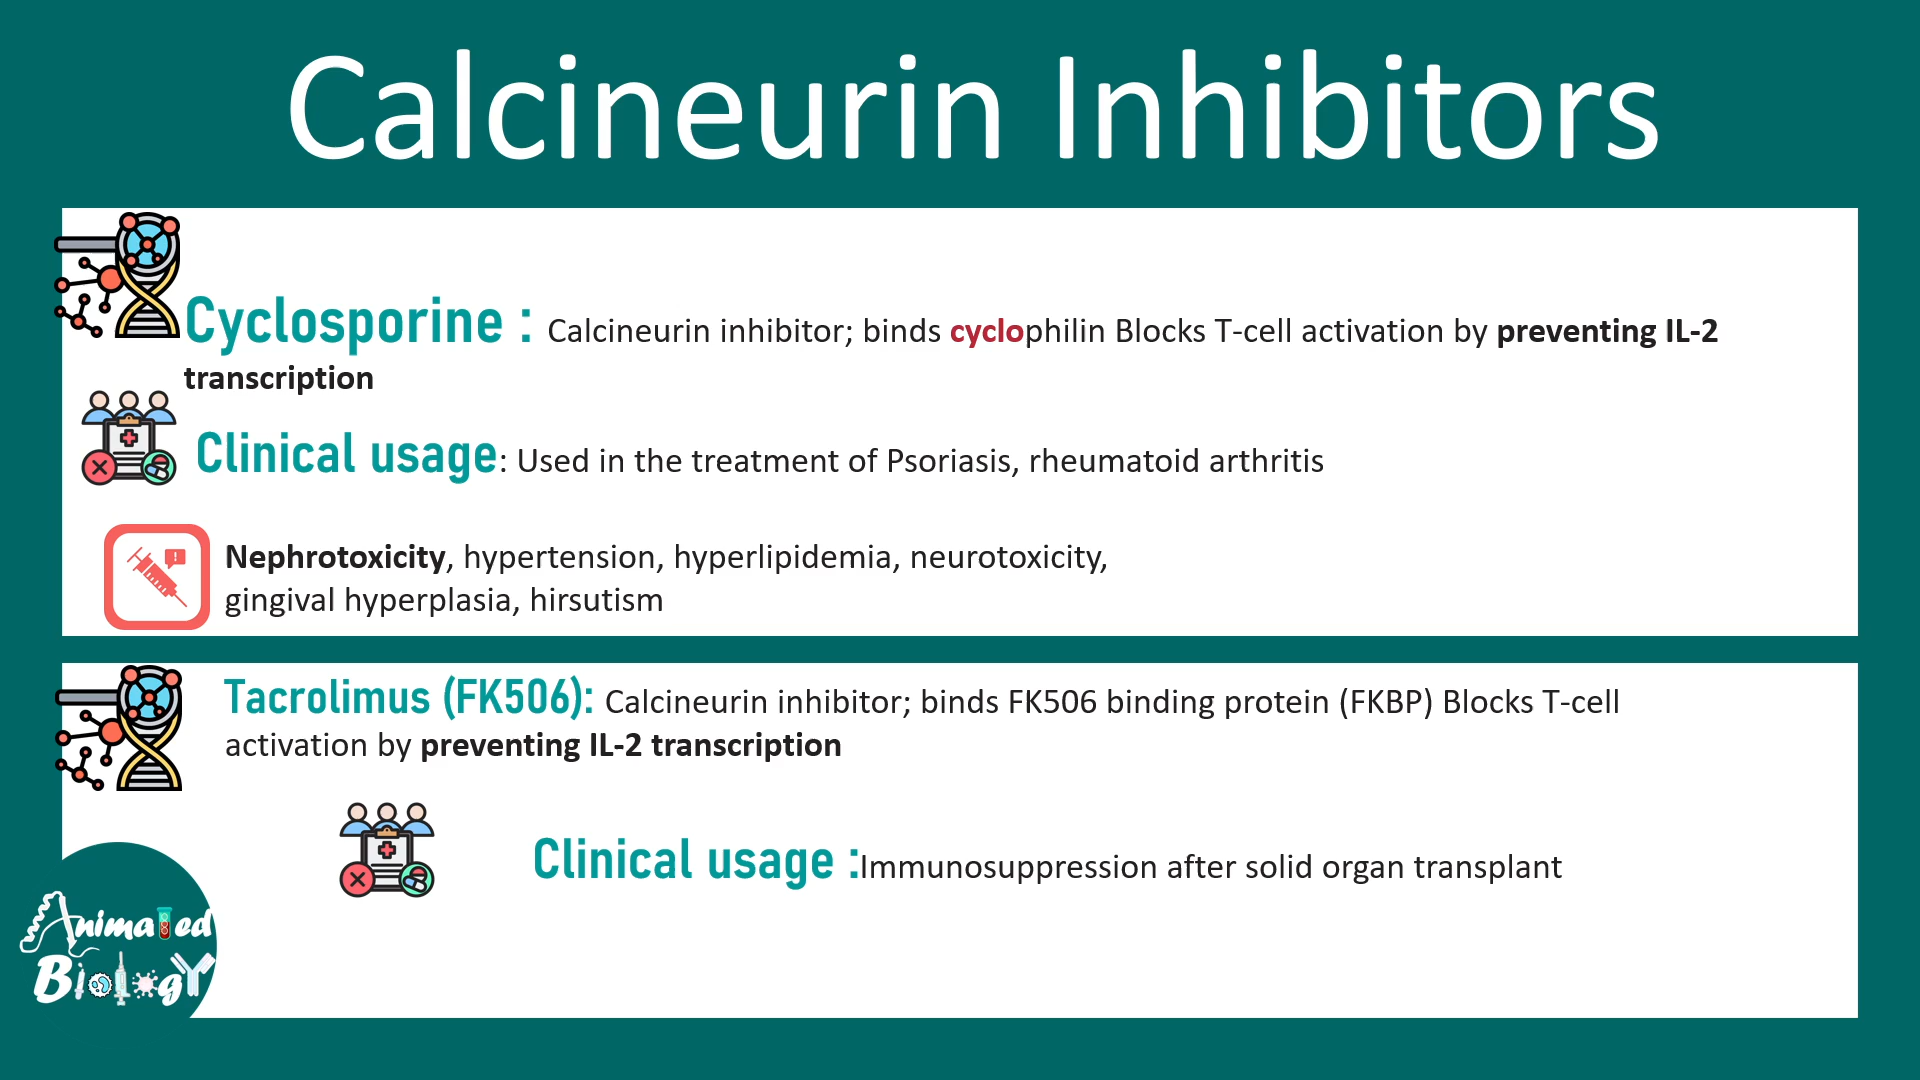 Calcineurin Inhibitors
Cyclosporine : Calcineurin inhibitor; binds cyclophilin Blocks T-cell activation by preventing IL-2
transcription
Clinical usage: Used in the treatment of Psoriasis, rheumatoid arthritis
Nephrotoxicity, hypertension, hyperlipidemia, neurotoxicity,
gingival hyperplasia, hirsutism
Tacrolimus (FK506): Calcineurin inhibitor; binds FK506 binding protein (FKBP) Blocks T-cell
activation by preventing IL-2 transcription
Clinical usage :Immunosuppression after solid organ transplant
Animated
Biology